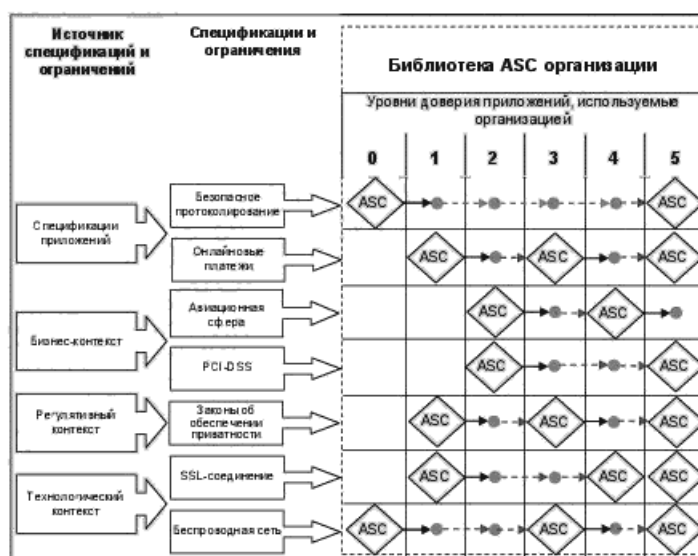 Источник
спецификаций и
ограничений
Спецификации и
ограничения
Библиотека ASC организации
Уровни доверия приложений, используемые
организацией
0 1 2 3 4 5
Спецификации
приложений
Безопасное
протоколирование
ASC ASC
Онлайновые
платежи
ASC ASC ASC
Бизнес-контекст
Авиационная
сфера
ASC ASC
PCI-DSS
ASC ASC
Регулятивный
контекст
Законы об
обеспечении
приватности
ASC ASC ASC
Технологический
контекст
SSL-соединение
ASC ASC ASC
Беспроводная сеть
ASC ASC ASC